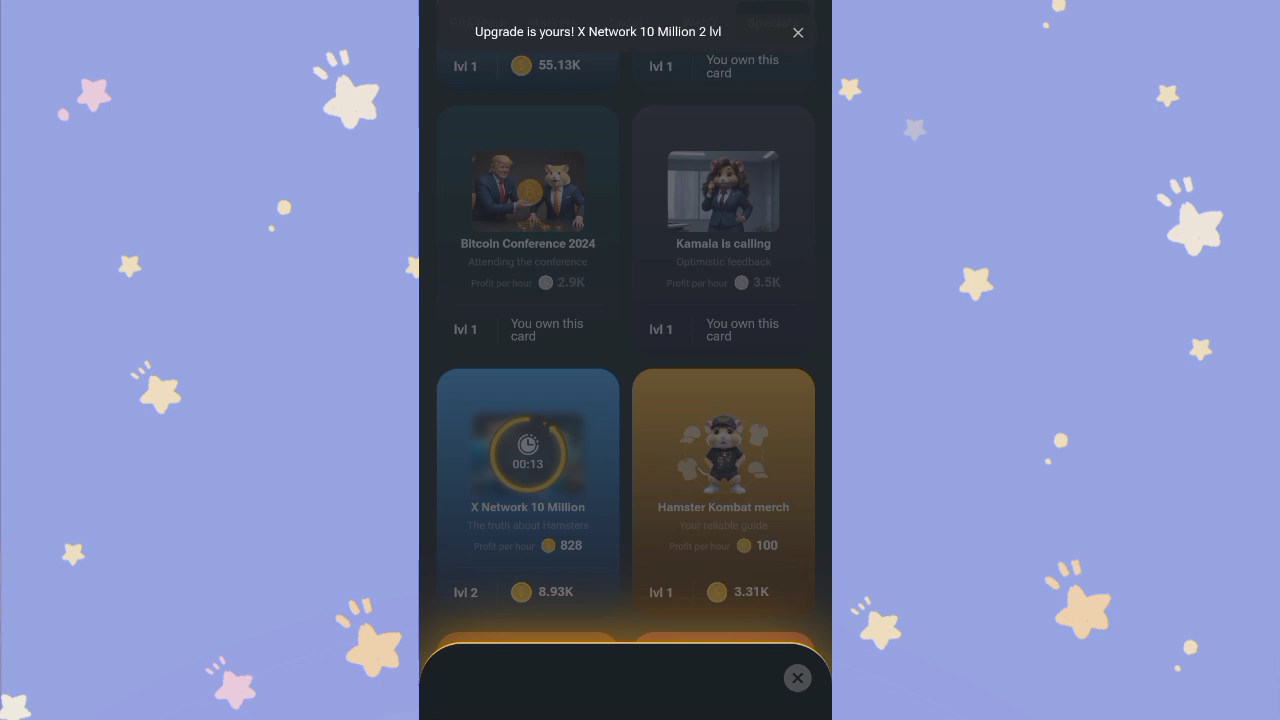 Upgrade is yours! X Network 10 Million 2 lvl
lvl 1
55.13K
lvl 1
You own this
card
Bitcoin Conference 2024
Attending the conference
Profit per hour
2.9K
lvl 1
You own this
card
Kamala is calling
Optimistic feedback
Profit per hour
3.5K
lvl 1
You own this
card
00:13
X Network 10 Million
The truth about Hamsters
Profit per hour
828
lvl 2
8.93K
Hamster Kombat merch
Your reliable guide
Profit per hour
100
lvl 1
3.31K